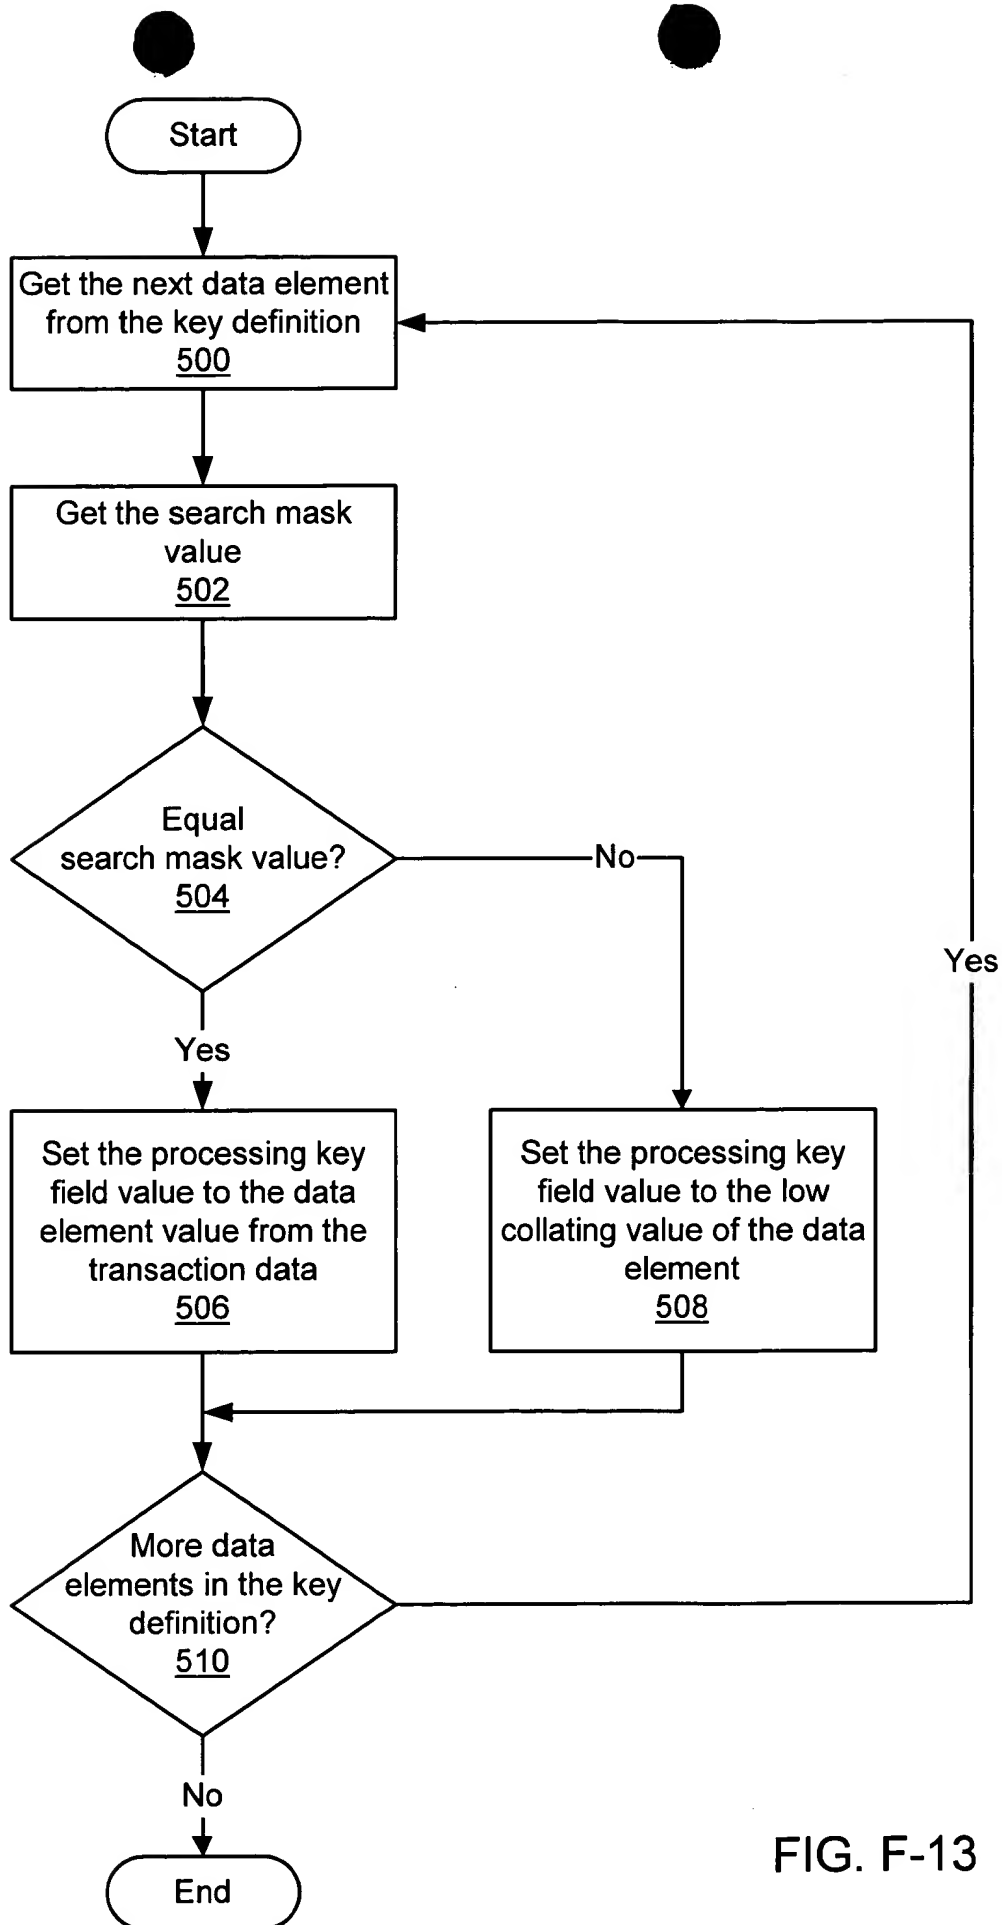 Start
Get the next data element
from the key definition
500
Get the search mask
value
502
Equal
search mask value?
504
No
Yes
Yes
Set the processing key
field value to the data
element value from the
transaction data
506
Set the processing key
field value to the low
collating value of the data
element
508
More data
elements in the key
definition?
510
No
End
FIG. F-13